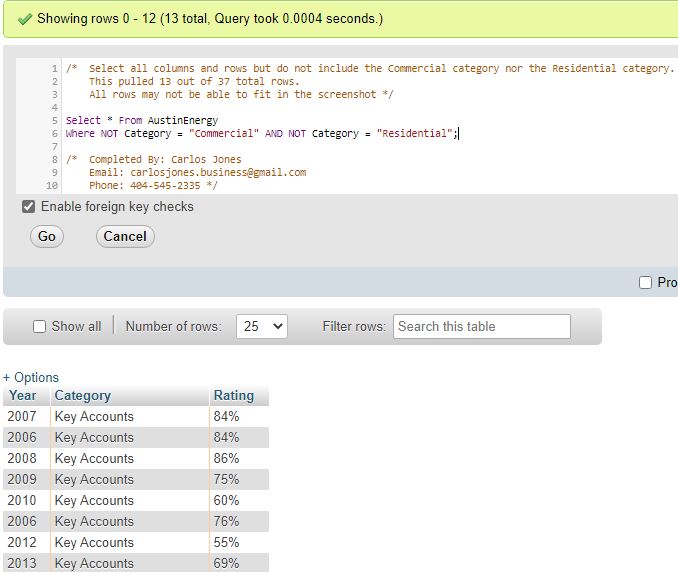 Showing rows 0 - 12 (13 total, Query took 0.0004 seconds.)
1 /* Select all columns and rows but do not include the Commercial category nor the Residential category.
2 This pulled 13 out of 37 total rows.
3 All rows may not be able to fit in the screenshot */
4
5 Select * From AustinEnergy
6 Where NOT Category = "Commercial" AND NOT Category = "Residential";
7
8 /* Completed By: Carlos Jones
9 Email: carlosjones.business@gmail.com
10 Phone: 404-545-2335 */
Enable foreign key checks
Go Cancel
Pro
Show all Number of rows: 25 Filter rows: Search this table
+ Options
Year Category Rating
2007 Key Accounts 84%
2006 Key Accounts 84%
2008 Key Accounts 86%
2009 Key Accounts 75%
2010 Key Accounts 60%
2006 Key Accounts 76%
2012 Key Accounts 55%
2013 Key Accounts 69%